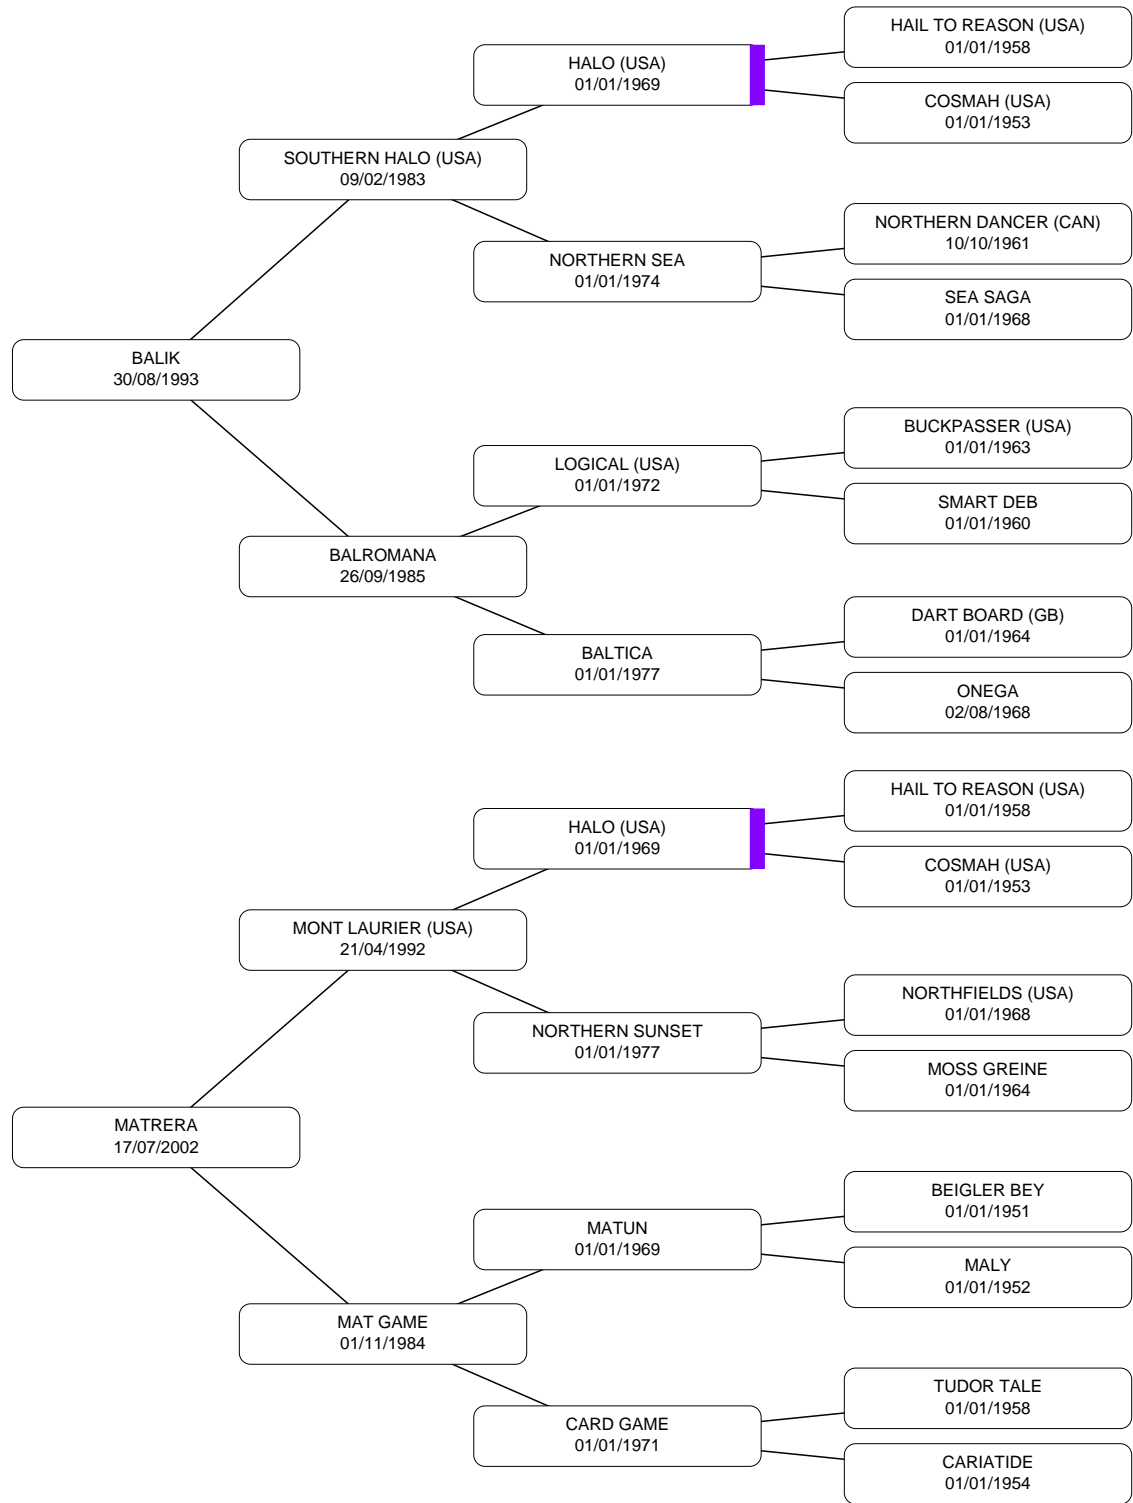 HAIL TO REASON (USA)
01/01/1958
HALO (USA)
01/01/1969
COSMAH (USA)
01/01/1953
SOUTHERN HALO (USA)
09/02/1983
NORTHERN DANCER (CAN)
10/10/1961
NORTHERN SEA
01/01/1974
SEA SAGA
01/01/1968
BALIK
30/08/1993
BUCKPASSER (USA)
01/01/1963
LOGICAL (USA)
01/01/1972
SMART DEB
01/01/1960
BALROMANA
26/09/1985
DART BOARD (GB)
01/01/1964
BALTICA
01/01/1977
ONEGA
02/08/1968
HAIL TO REASON (USA)
01/01/1958
HALO (USA)
01/01/1969
COSMAH (USA)
01/01/1953
MONT LAURIER (USA)
21/04/1992
NORTHFIELDS (USA)
01/01/1968
NORTHERN SUNSET
01/01/1977
MOSS GREINE
01/01/1964
MATRERA
17/07/2002
BEIGLER BEY
01/01/1951
MATUN
01/01/1969
MALY
01/01/1952
MAT GAME
01/11/1984
TUDOR TALE
01/01/1958
CARD GAME
01/01/1971
CARIATIDE
01/01/1954